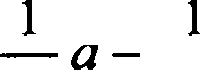 1 1
— a –